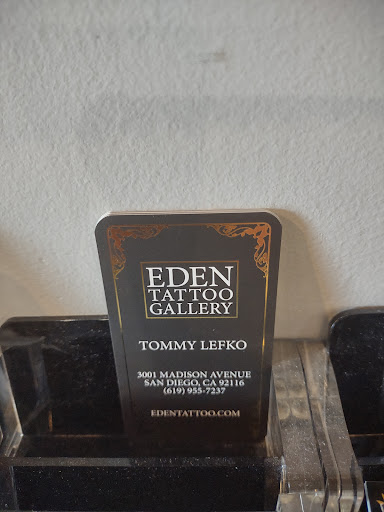 EDEN
TATTOO
GALLERY
TOMMY LEFKO
3001 MADISON AVENUE
SAN DIEGO, CA 92116
(619) 955-7237
EDENTATTOO.COM